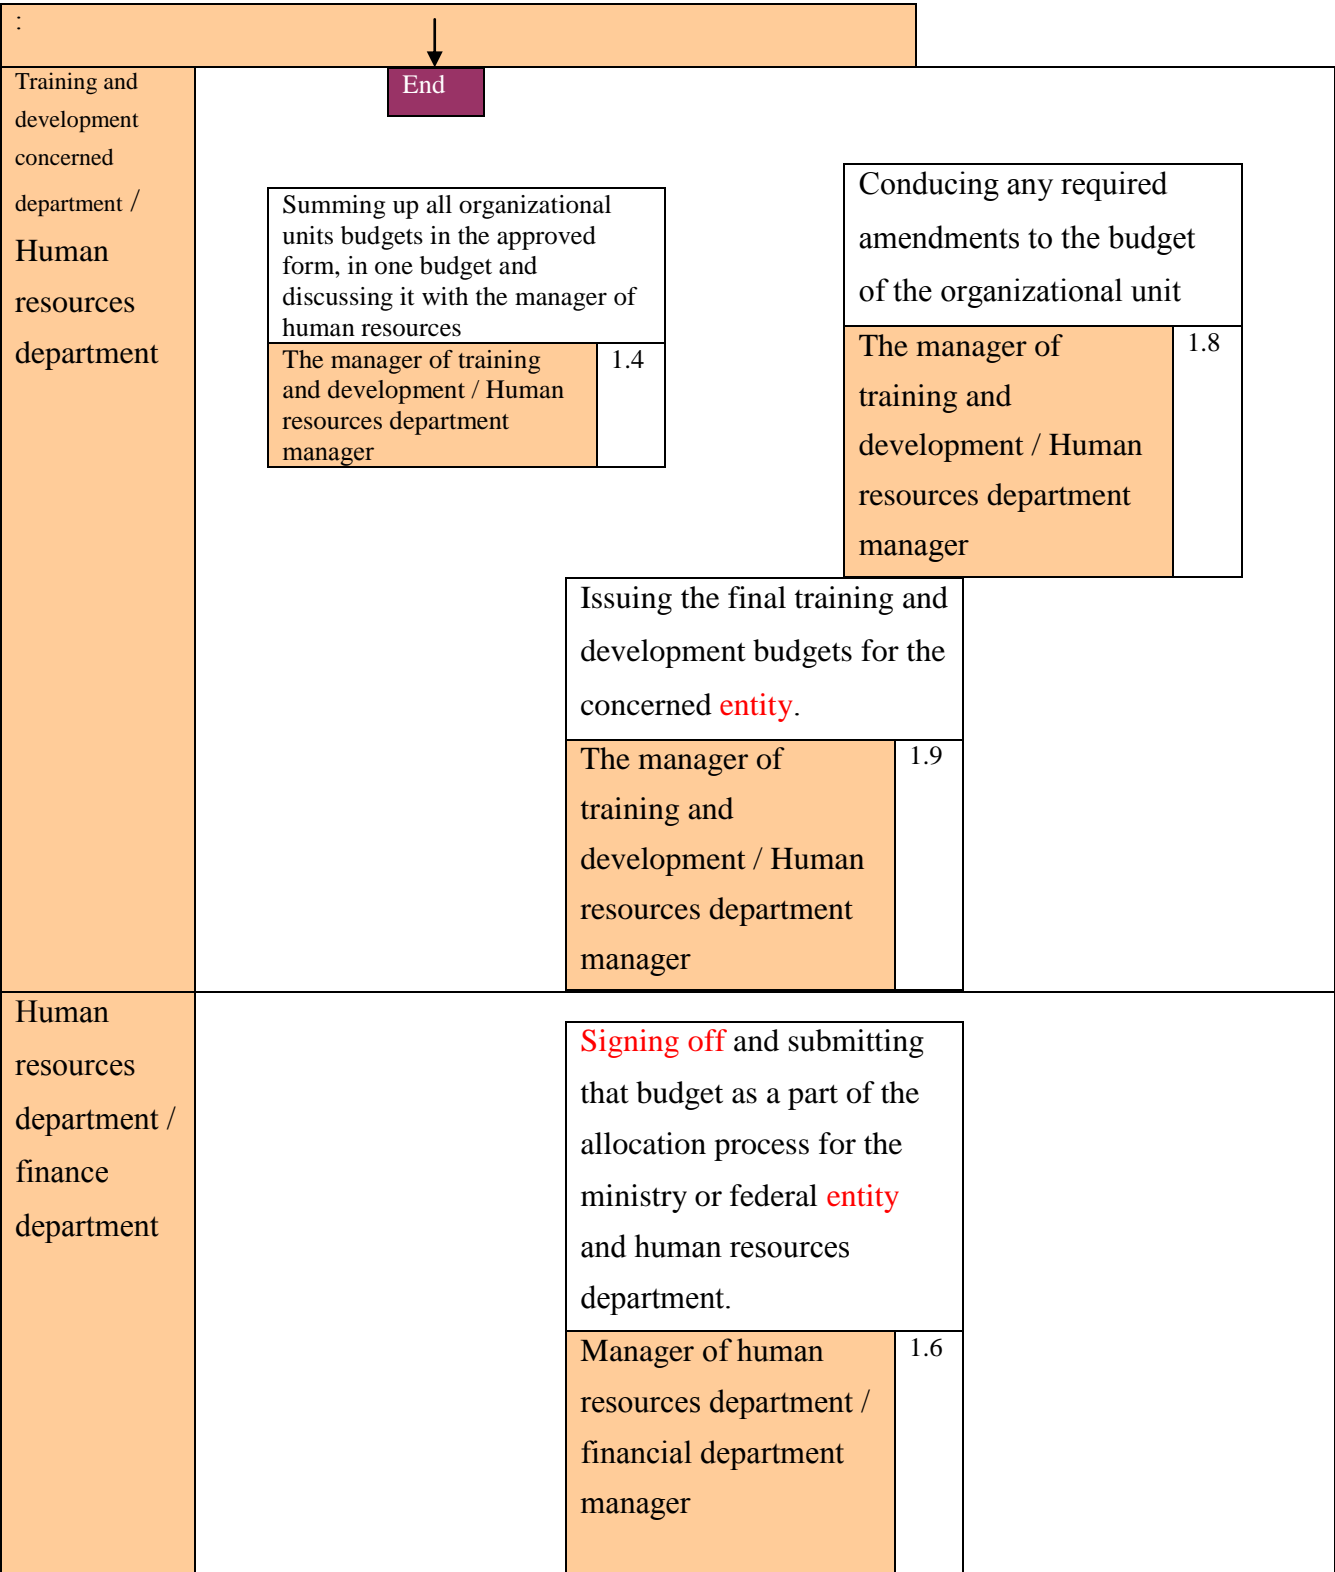 :
End
Training and
development
concerned
department /
Human
resources
department
Summing up all organizational
units budgets in the approved
form, in one budget and
discussing it with the manager of
human resources
The manager of training
and development / Human
resources department
manager
1.4
Conducing any required
amendments to the budget
of the organizational unit
The manager of
training and
development / Human
resources department
manager
1.8
Issuing the final training and
development budgets for the
concerned entity.
The manager of
training and
development / Human
resources department
manager
1.9
Human
resources
department /
finance
department
Signing off and submitting
that budget as a part of the
allocation process for the
ministry or federal entity
and human resources
department.
Manager of human
resources department /
financial department
manager
1.6